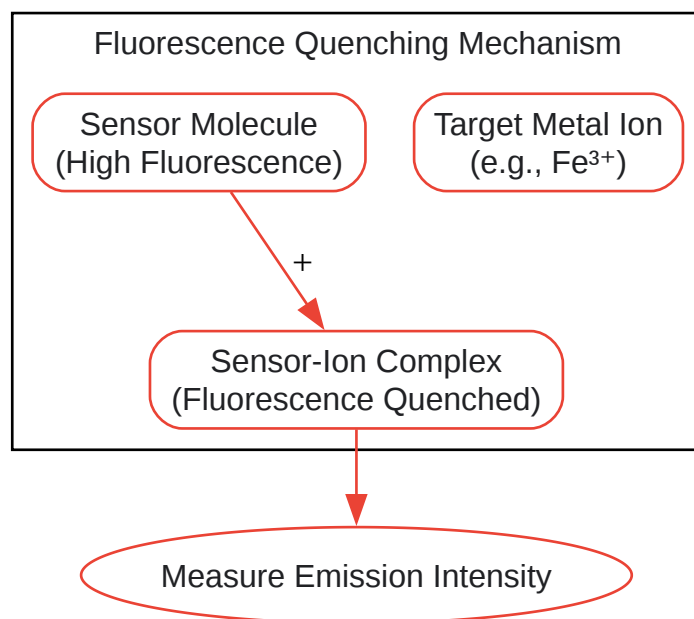 Fluorescence Quenching Mechanism
Sensor Molecule
(High Fluorescence)
Target Metal Ion
(e.g., Fe³⁺)
+
Sensor-Ion Complex
(Fluorescence Quenched)
Measure Emission Intensity